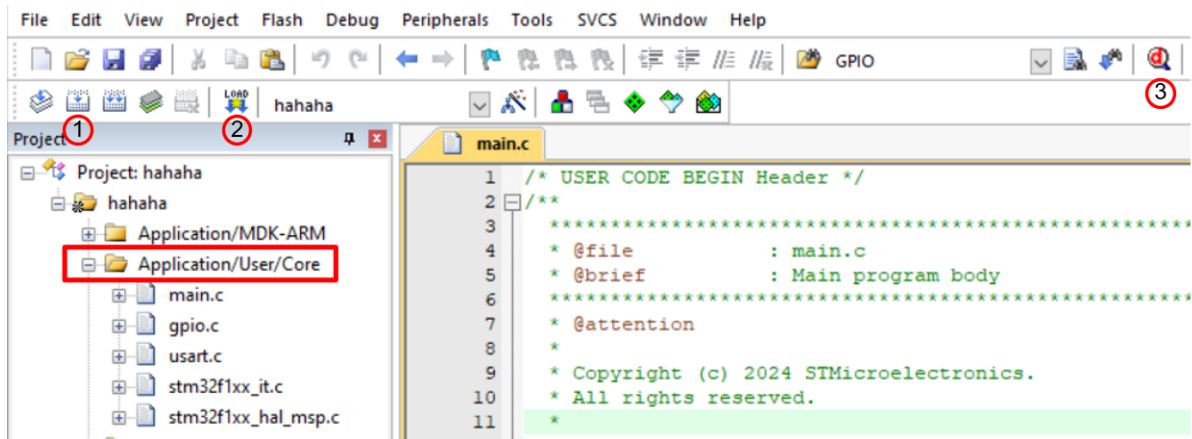 File Edit View Project Flash Debug Peripherals Tools SVCS Window Help
GPIO
3
LOAD
hahaha
1
2
Project
main.c
Project: hahaha
hahaha
Application/MDK-ARM
Application/User/Core
main.c
gpio.c
usart.c
stm32f1xx_it.c
stm32f1xx_hal_msp.c
1 /* USER CODE BEGIN Header */
2 /**
3 ******************************************************
4 * @file : main.c
5 * @brief : Main program body
6 ******************************************************
7 * @attention
8 *
9 * Copyright (c) 2024 STMicroelectronics.
10 * All rights reserved.
11 *